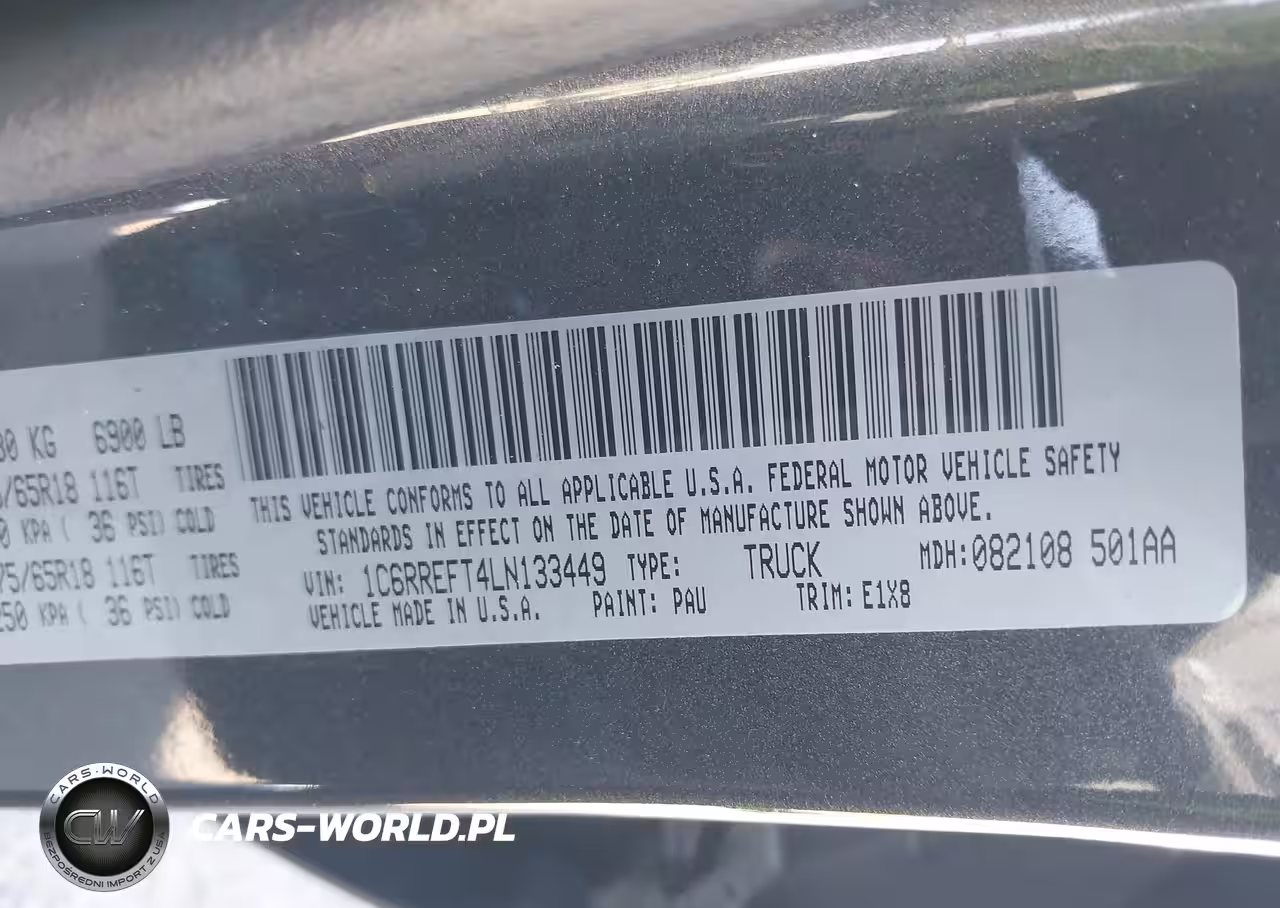 6900 LB
KG
/65R18 116T TIRES
KPA ( 36 PSI) COLD
75/65R18 116T TIRES
250 KPA ( 36 PSI) COLD
THIS VEHICLE CONFORMS TO ALL APPLICABLE U.S.A. FEDERAL MOTOR VEHICLE SAFETY
STANDARDS IN EFFECT ON THE DATE OF MANUFACTURE SHOWN ABOVE.
VIN: 1C6RREFT4LN133449 TYPE: TRUCK MDH: 082108 501AA
VEHICLE MADE IN U.S.A. PAINT: PAU TRIM: E1X8
CARS-WORLD
CW
BEZPOŚREDNI IMPORT Z USA
CARS-WORLD.PL